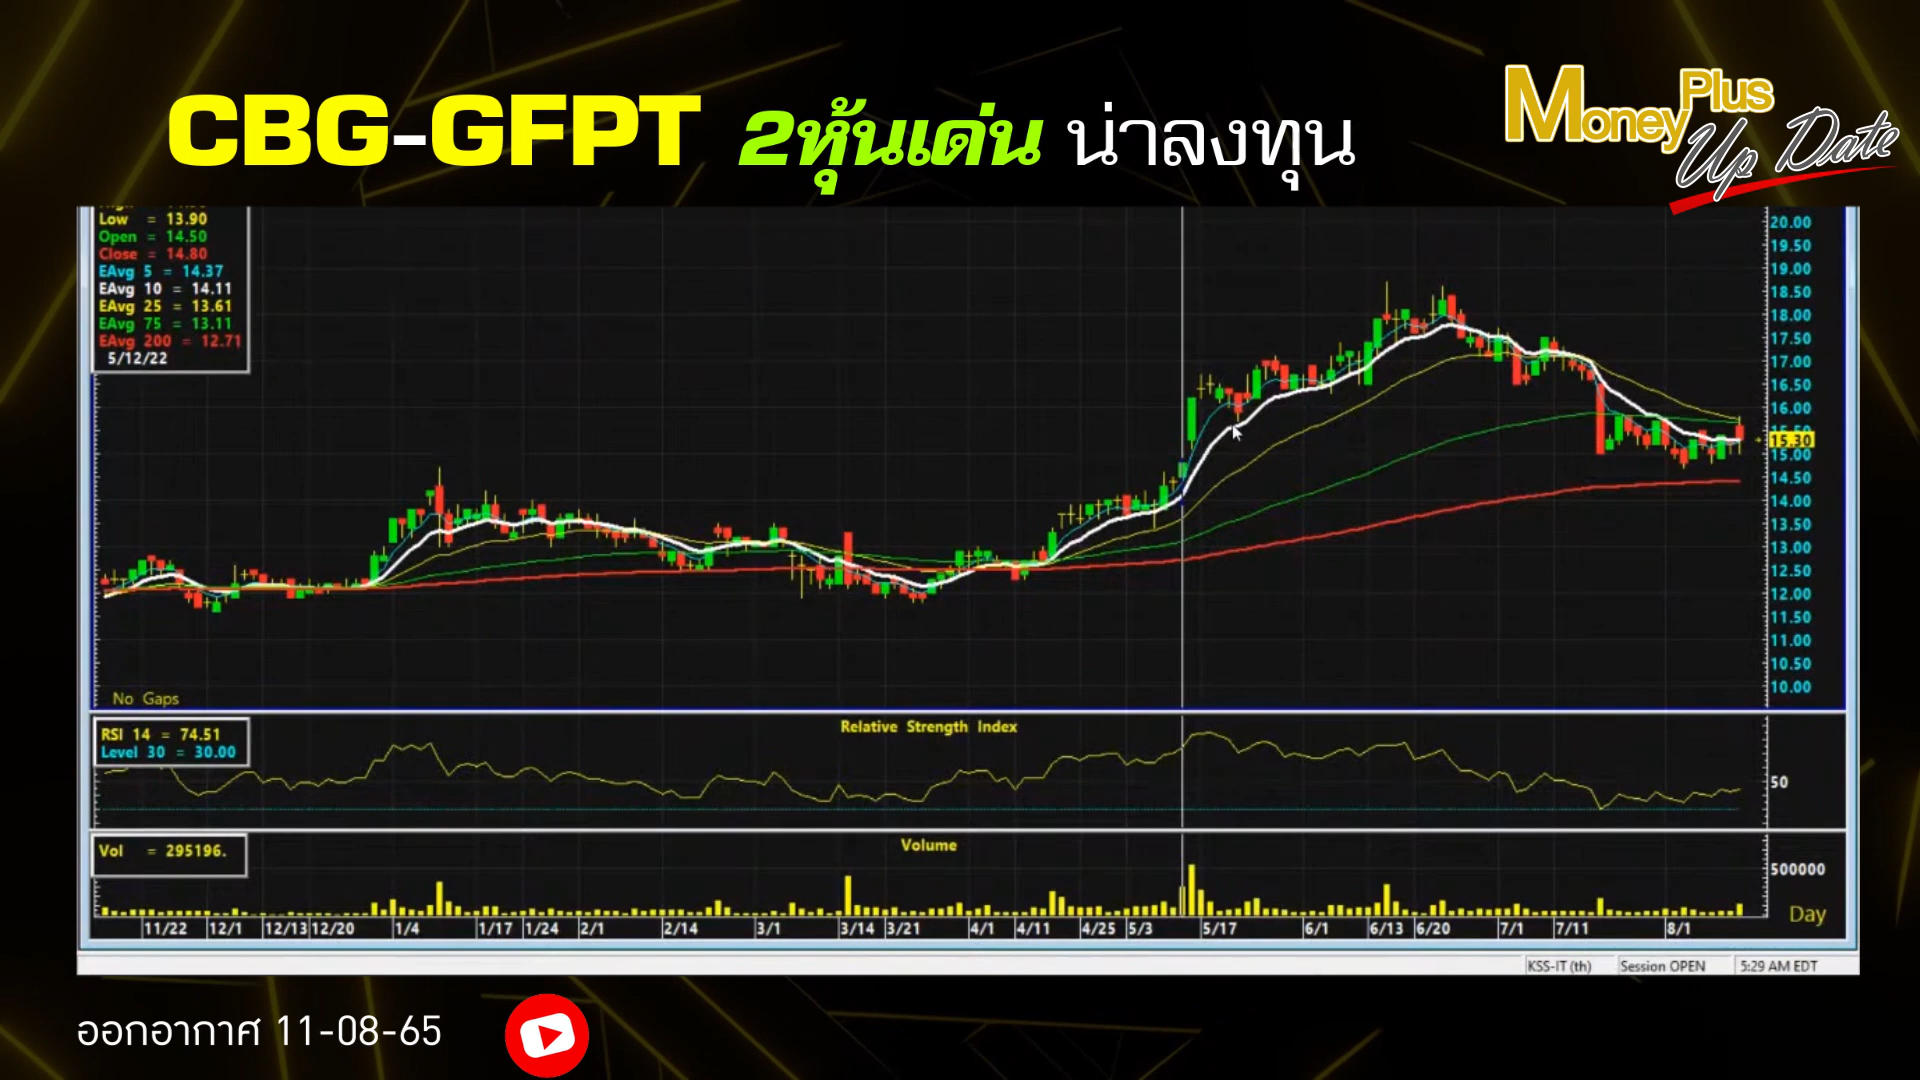 CBG-GFPT 2หุ้นเด่น น่าลงทุน
Money Plus
Up Date
Low = 13.90
Open = 14.50
Close = 14.80
EAvg 5 = 14.37
EAvg 10 = 14.11
EAvg 25 = 13.61
EAvg 75 = 13.11
EAvg 200 = 12.71
5/12/22
20.00
19.50
19.00
18.50
18.00
17.50
17.00
16.50
16.00
15.30
15.00
14.50
14.00
13.50
13.00
12.50
12.00
11.50
11.00
10.50
10.00
No Gaps
Relative Strength Index
RSI 14 = 74.51
Level 30 = 30.00
50
Volume
Vol = 295196.
500000
Day
11/22 12/1 12/13 12/20 1/4 1/17 1/24 2/1 2/14 3/1 3/14 3/21 4/1 4/11 4/25 5/3 5/17 6/1 6/13 6/20 7/1 7/11 8/1
KSS-IT (th) Session OPEN 5:29 AM EDT
ออกอากาศ 11-08-65